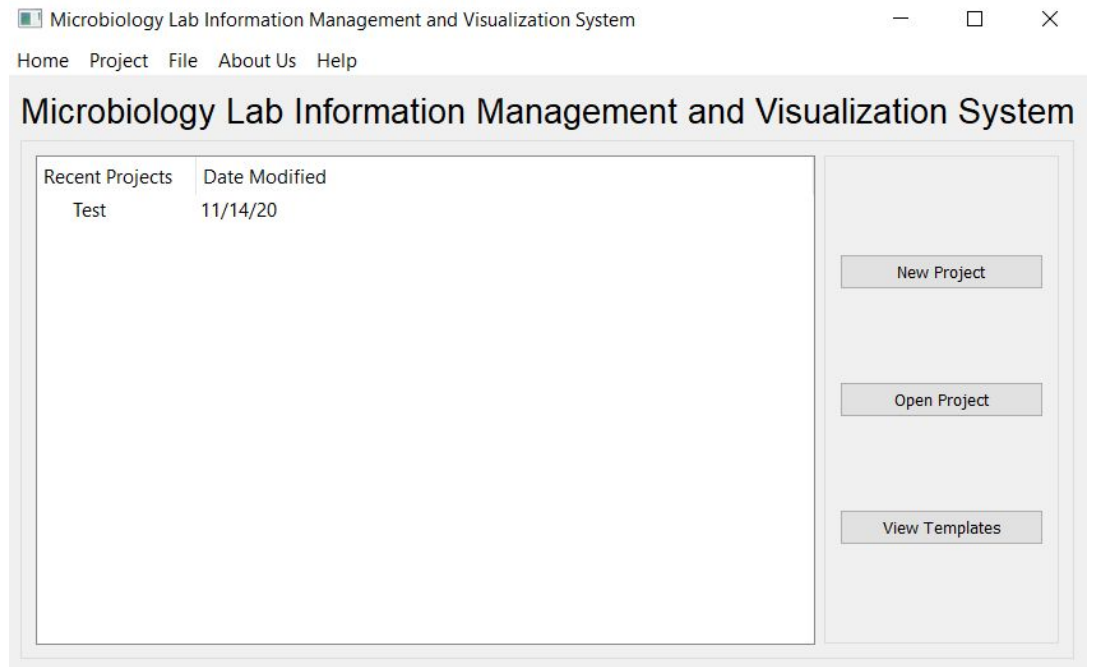 Microbiology Lab Information Management and Visualization System
Home Project File About Us Help
Microbiology Lab Information Management and Visualization System
Recent Projects Date Modified
Test 11/14/20
New Project
Open Project
View Templates